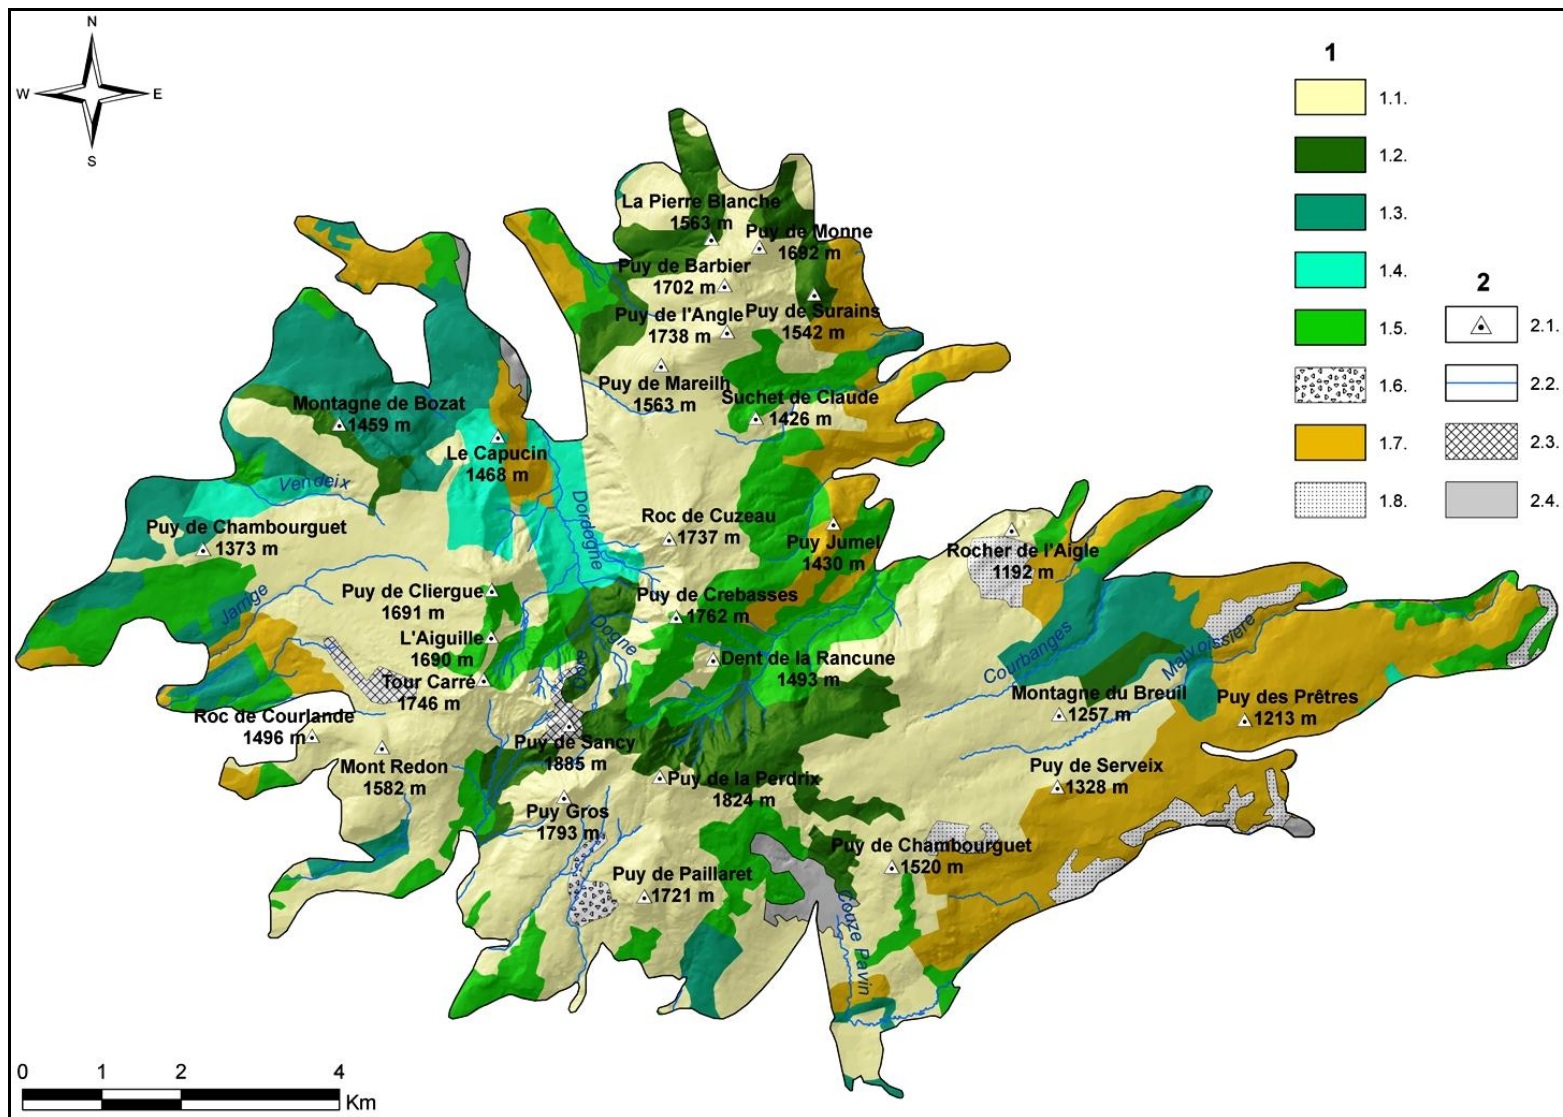 N
W
E
S
1
1.1.
1.2.
1.3.
1.4.
1.5.
1.6.
1.7.
1.8.
2
2.1.
2.2.
2.3.
2.4.
La Pierre Blanche
1563 m
Puy de Monne
1692 m
Puy de Barbier
1702 m
Puy de Surains
1542 m
Puy de l'Angle
1738 m
Puy de Mareilh
1563 m
Suchet de Claude
1426 m
Montagne de Bozat
1459 m
Le Capucin
1468 m
Vendeix
Dordogne
Puy de Chambourguet
1373 m
Roc de Cuzeau
1737 m
Puy Jumel
1430 m
Rocher de l'Aigle
1192 m
Jarrige
Puy de Cliergue
1691 m
Puy de Crebasses
1762 m
L'Aiguille
1690 m
Dogne
Dore
Dent de la Rancune
1493 m
Courbanges
Malvoissière
Tour Carré
1746 m
Montagne du Breuil
1257 m
Puy des Prêtres
1213 m
Roc de Courlande
1496 m
Puy de Sancy
1885 m
Mont Redon
1582 m
Puy de la Perdrix
1824 m
Puy de Serveix
1328 m
Puy Gros
1793 m
Puy de Chambourguet
1520 m
Puy de Paillaret
1721 m
Couze Pavin
0 1 2 4
Km